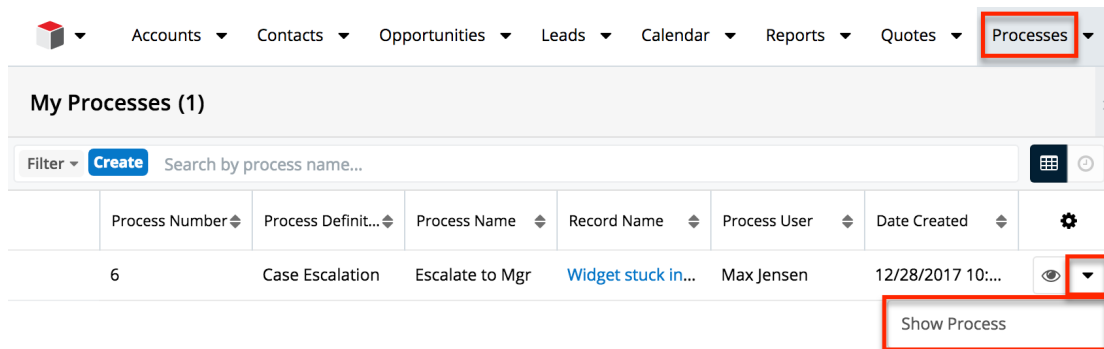 Accounts Contacts Opportunities Leads Calendar Reports Quotes Processes
My Processes (1)
Filter Create Search by process name...
Process Number Process Definit... Process Name Record Name Process User Date Created
6 Case Escalation Escalate to Mgr Widget stuck in... Max Jensen 12/28/2017 10:...
Show Process